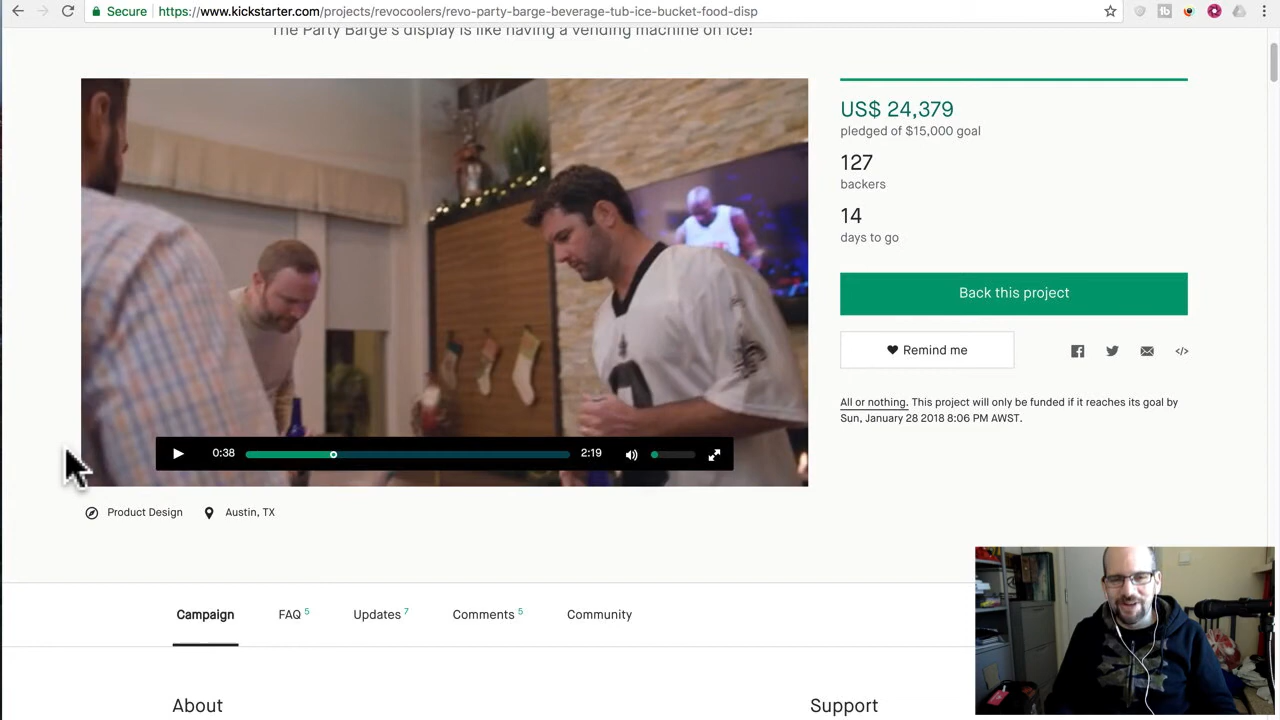 Secure
https://www.kickstarter.com/projects/revocoolers/revo-party-barge-beverage-tub-ice-bucket-food-disp
The Party Barge's display is like having a vending machine on ice!
US$ 24,379
pledged of $15,000 goal
127
backers
14
days to go
Back this project
Remind me
All or nothing. This project will only be funded if it reaches its goal by
Sun, January 28 2018 8:06 PM AWST.
0:38
2:19
Product Design
Austin, TX
Campaign
FAQ 5
Updates 7
Comments 5
Community
About
Support